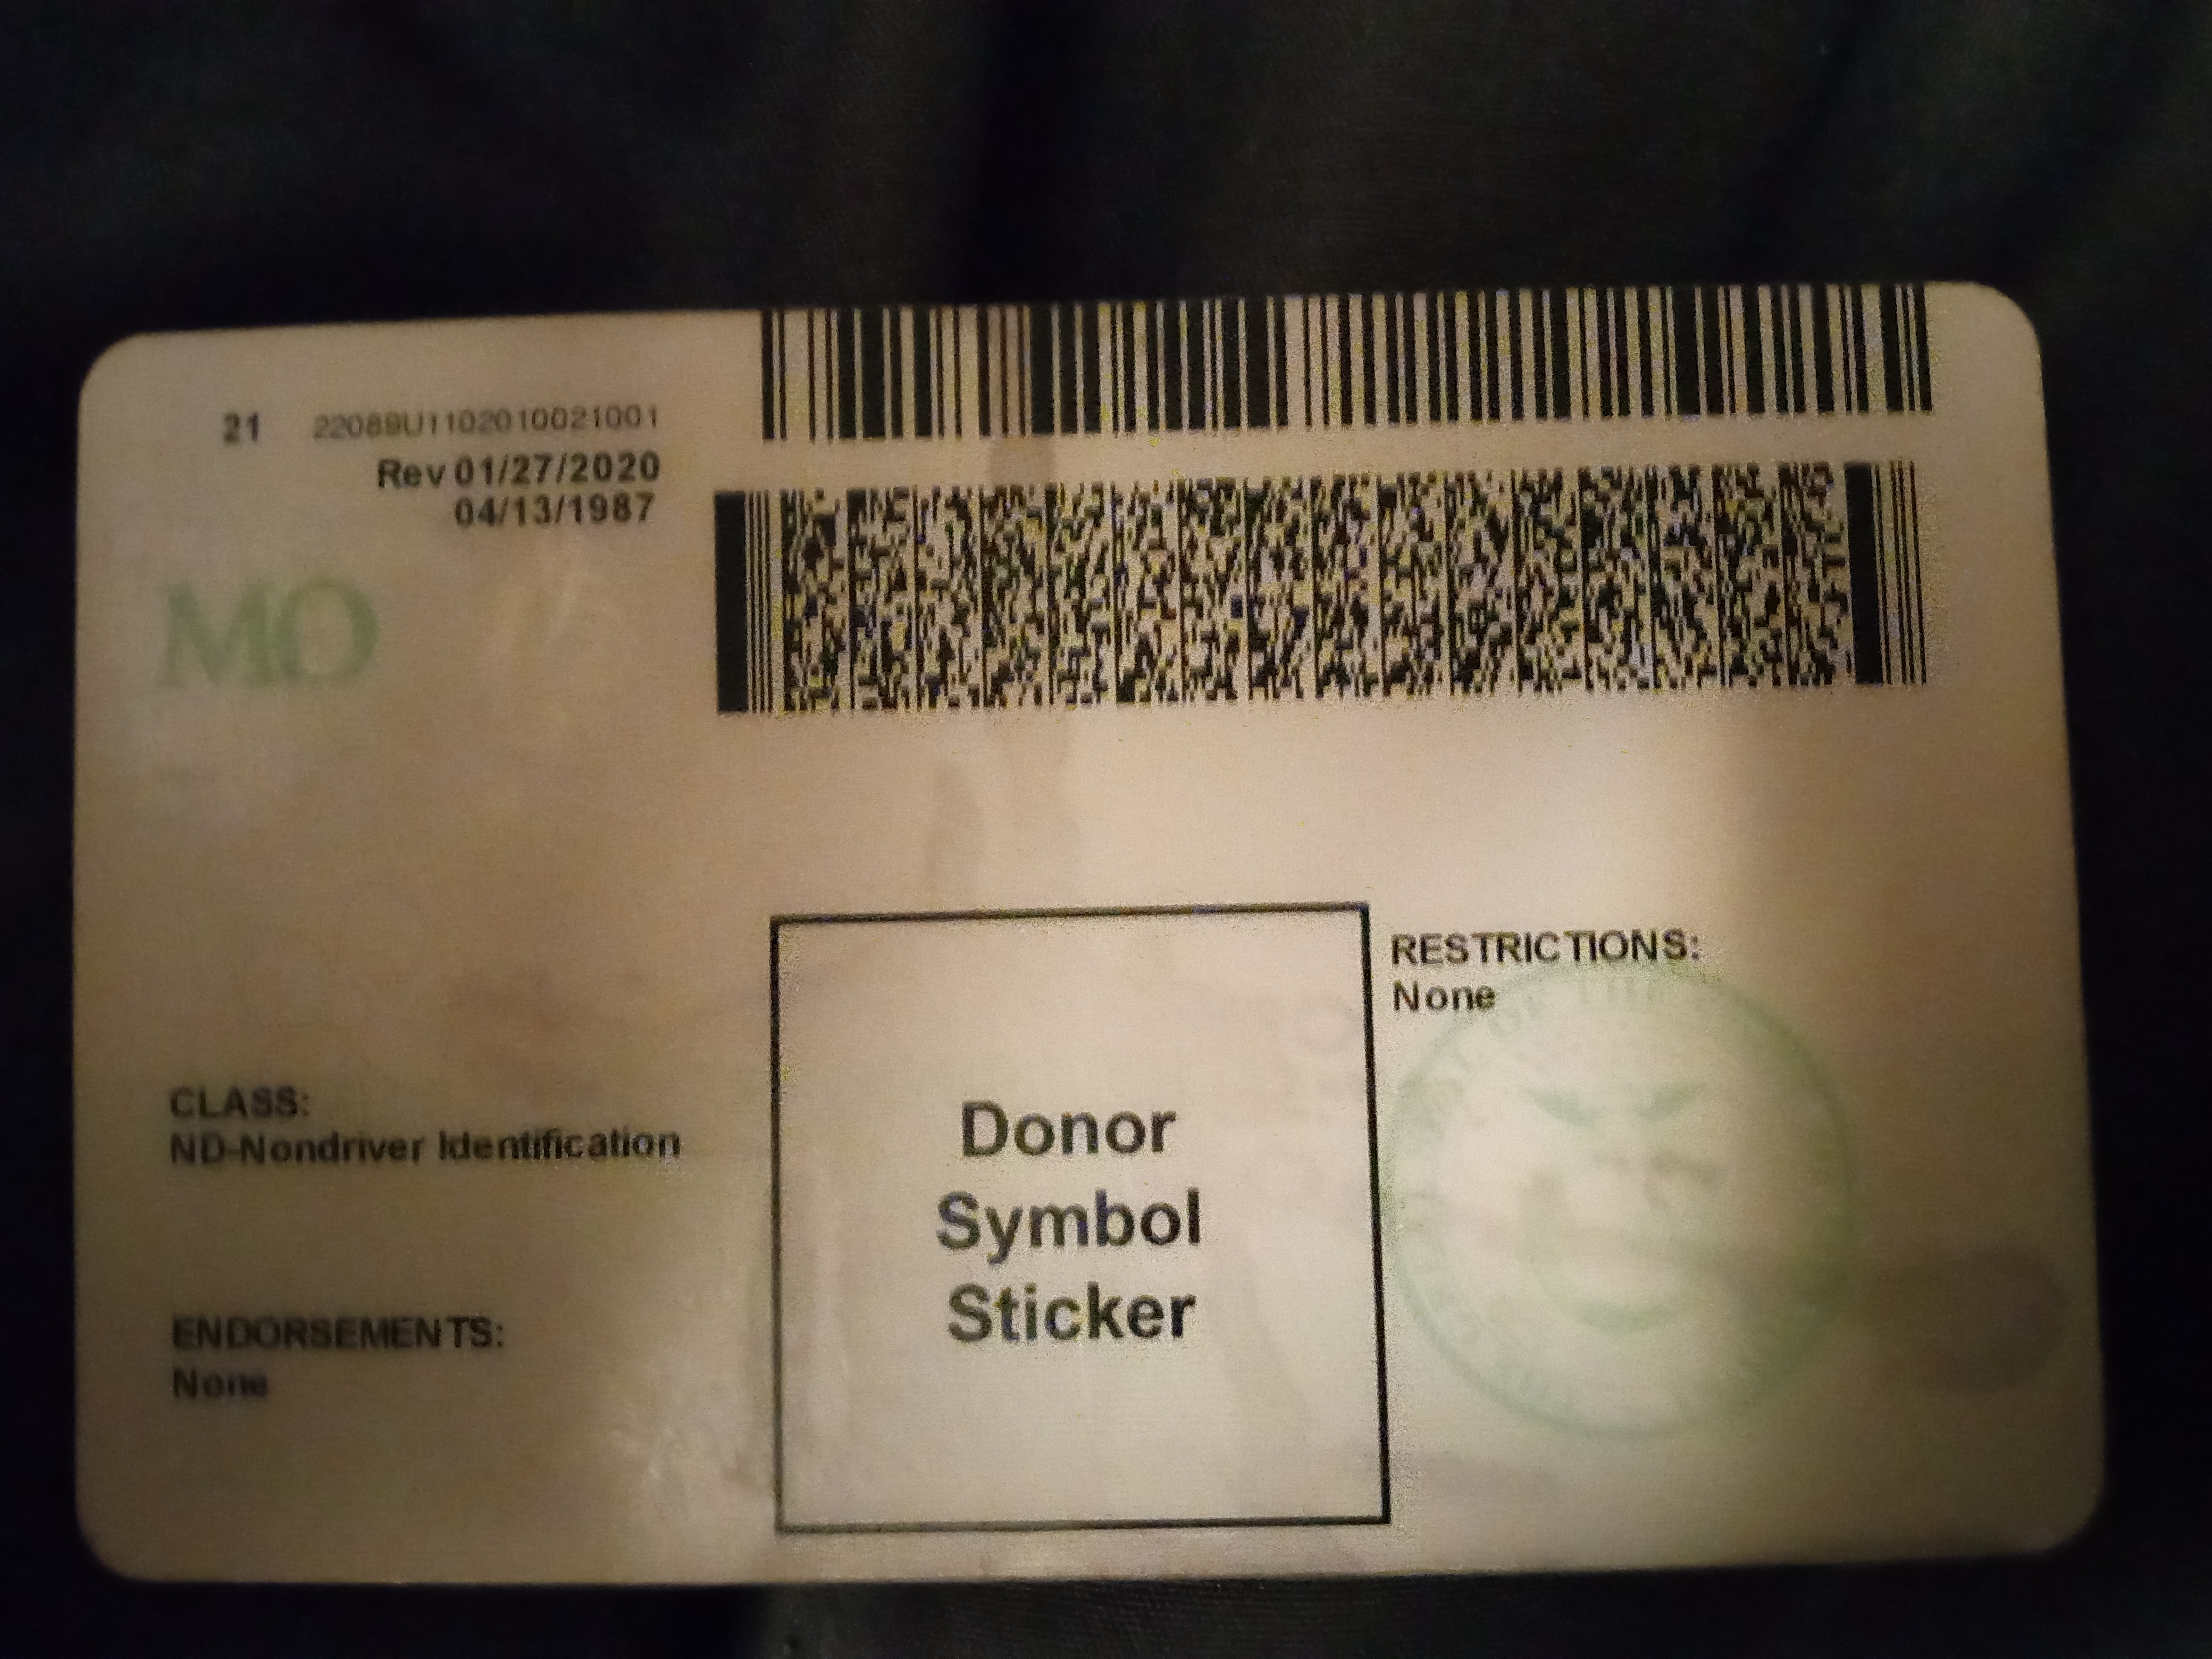 21 22089U1102010021001
Rev 01/27/2020
04/13/1987
MO
CLASS:
ND-Nondriver Identification
ENDORSEMENTS:
None
Donor
Symbol
Sticker
RESTRICTIONS:
None